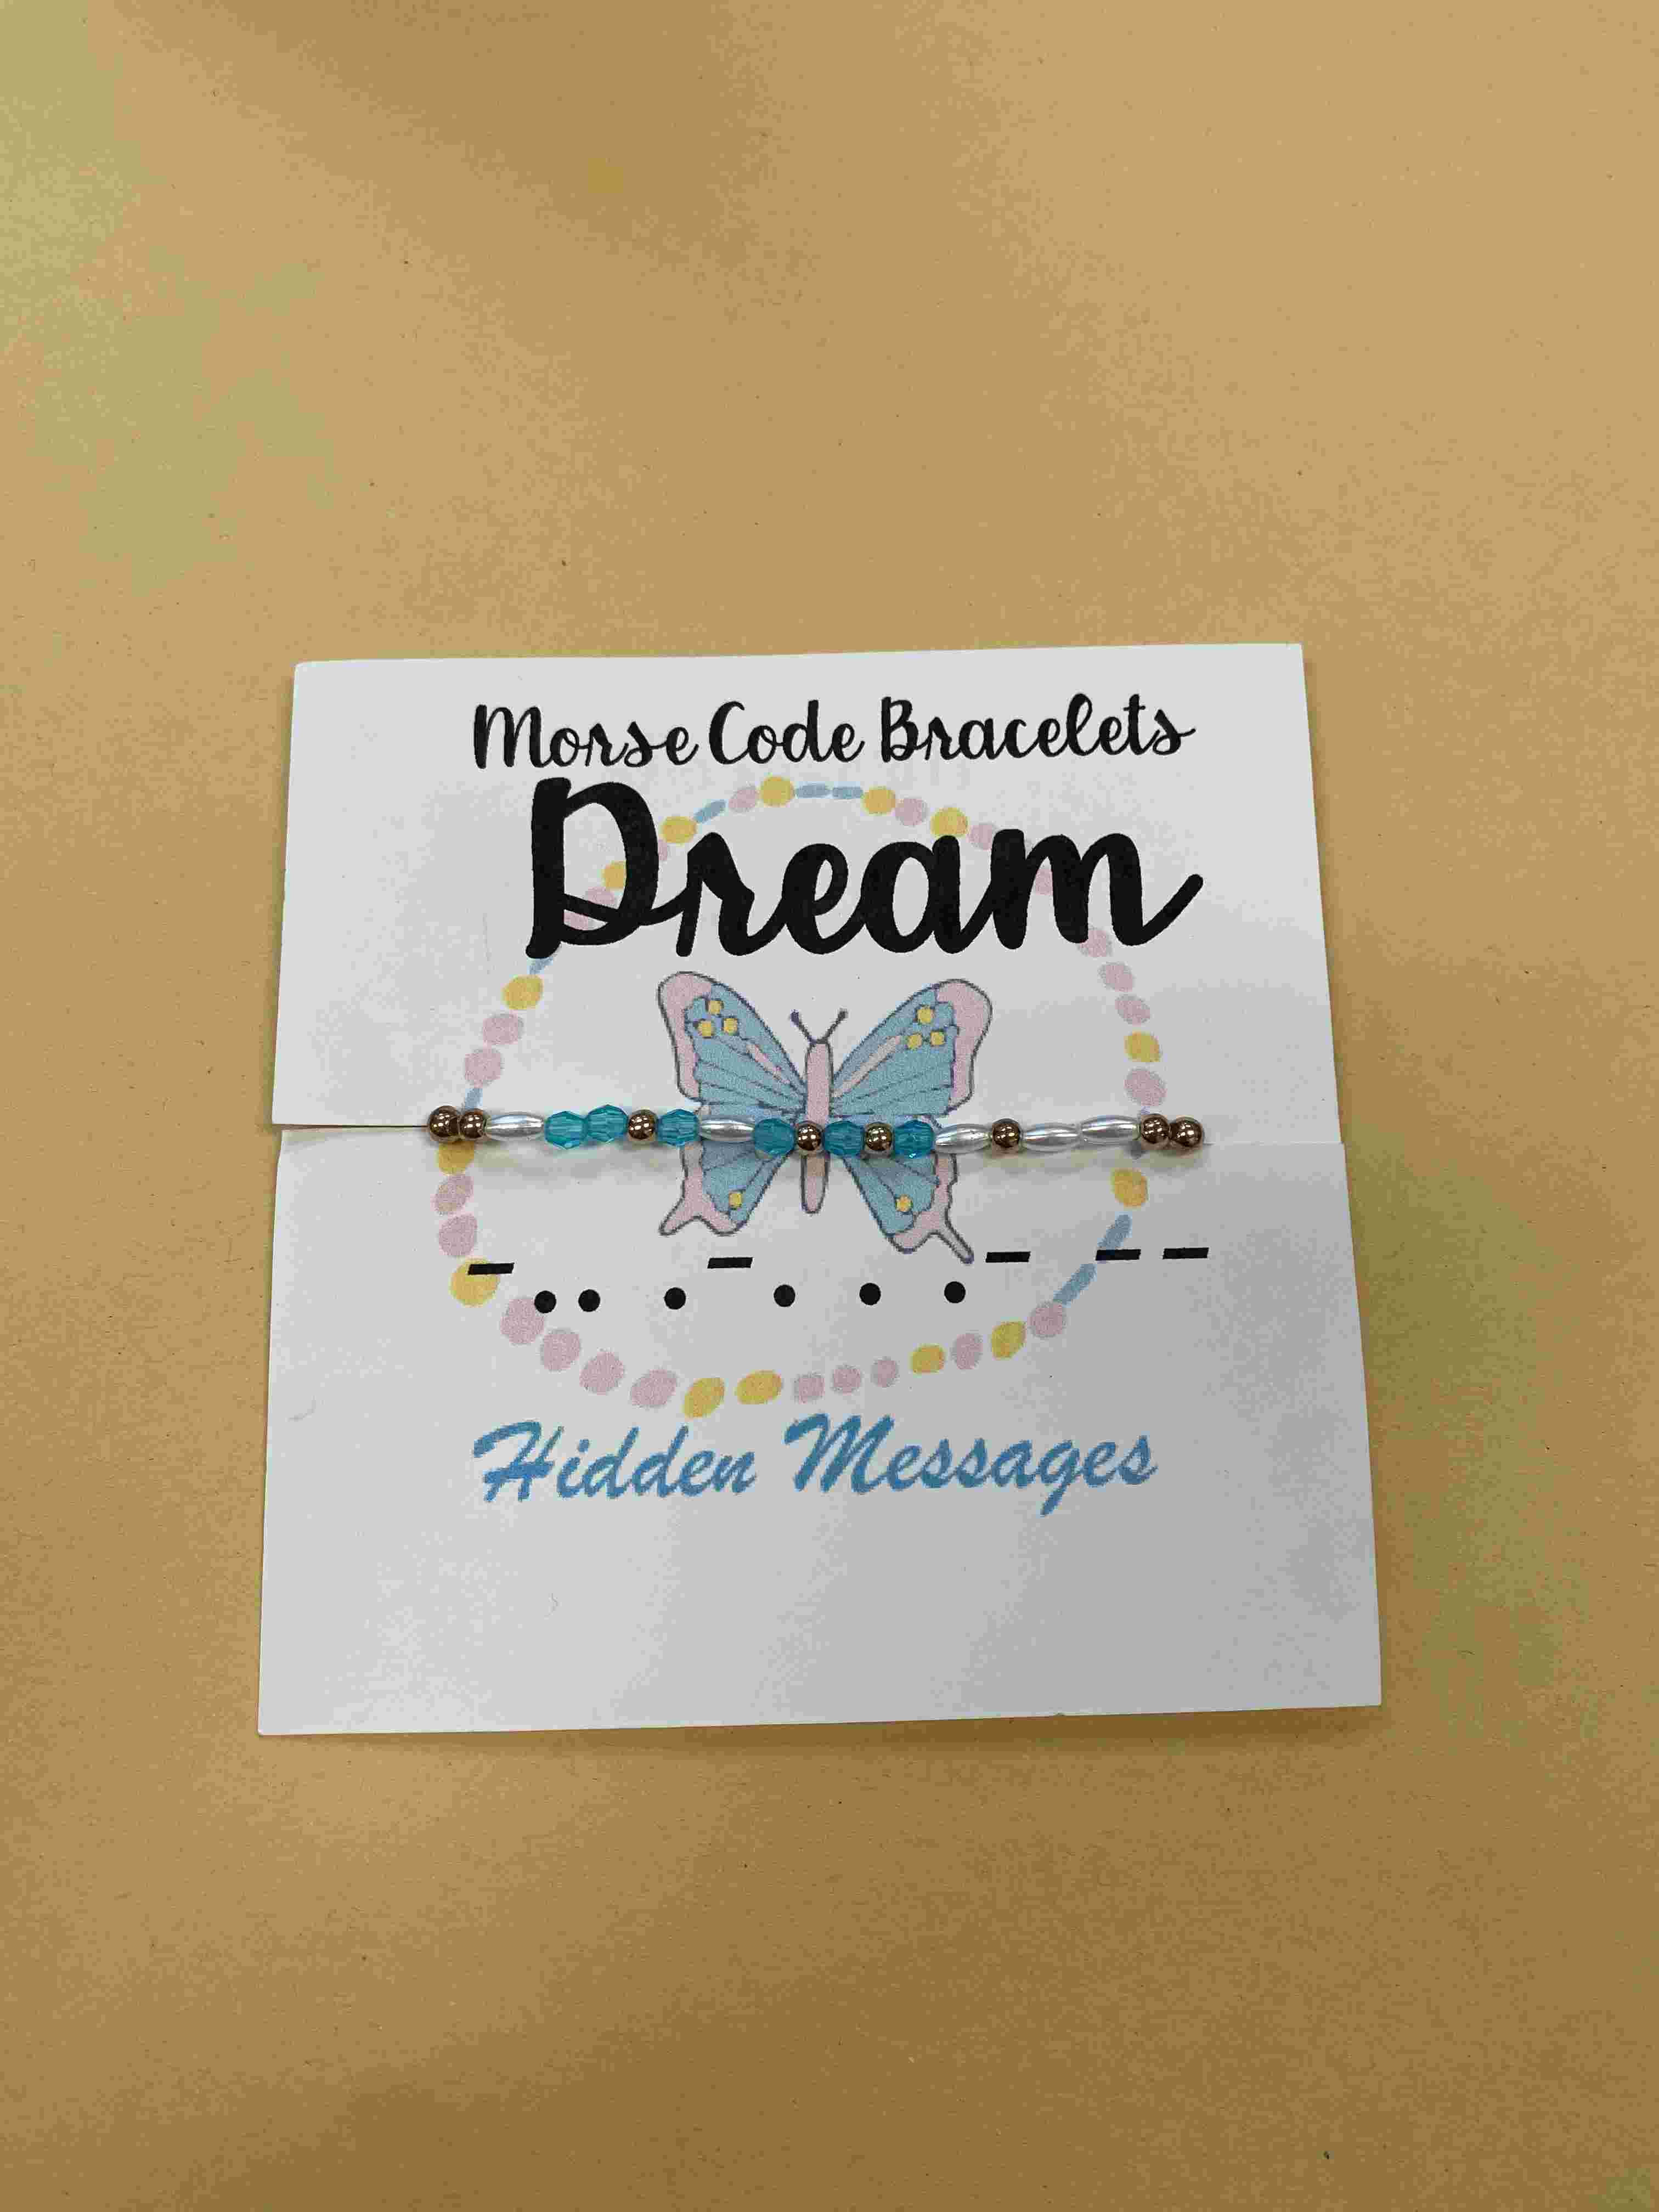 Morse Code Bracelets
Dream
-.. .-. . .- --
Hidden Messages